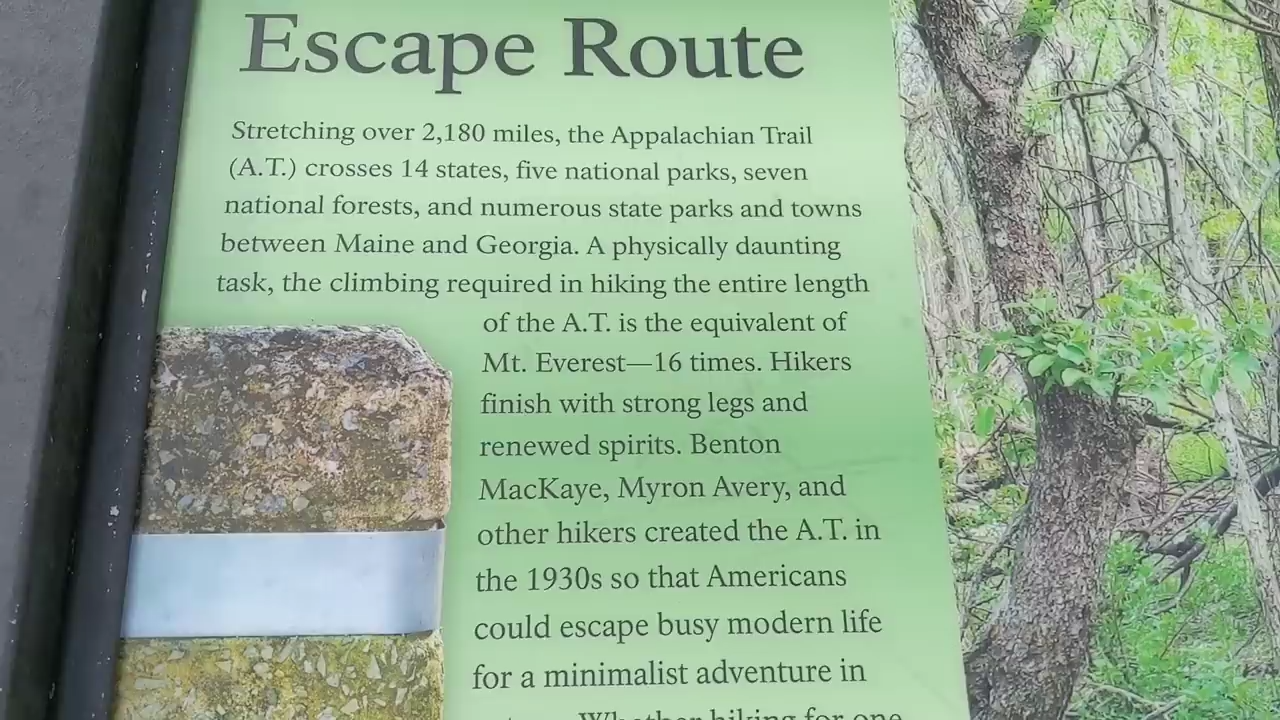 Escape Route
Stretching over 2,180 miles, the Appalachian Trail
(A.T.) crosses 14 states, five national parks, seven
national forests, and numerous state parks and towns
between Maine and Georgia. A physically daunting
task, the climbing required in hiking the entire length
of the A.T. is the equivalent of
Mt. Everest—16 times. Hikers
finish with strong legs and
renewed spirits. Benton
MacKaye, Myron Avery, and
other hikers created the A.T. in
the 1930s so that Americans
could escape busy modern life
for a minimalist adventure in
Whether hiking for one